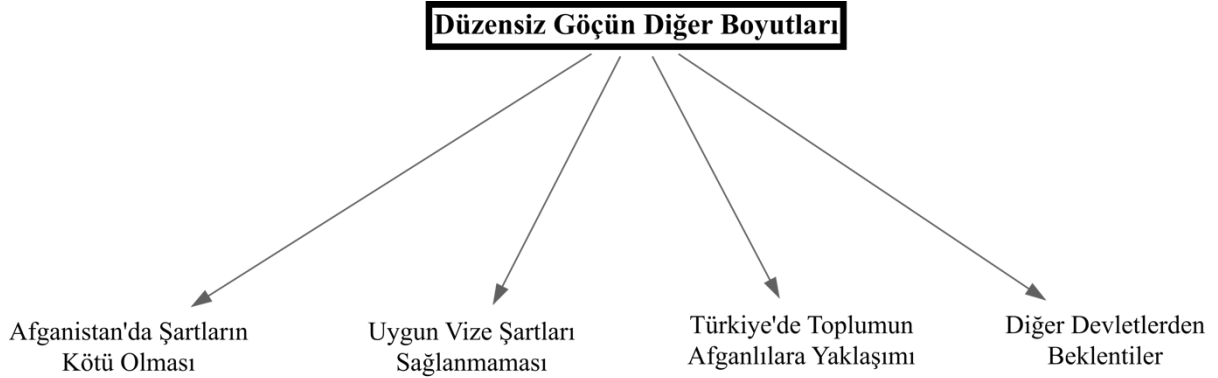 Düzensiz Göçün Diğer Boyutları
Afganistan'da Şartların
Kötü Olması
Uygun Vize Şartları
Sağlanmaması
Türkiye'de Toplumun
Afganlılara Yaklaşımı
Diğer Devletlerden
Beklentiler